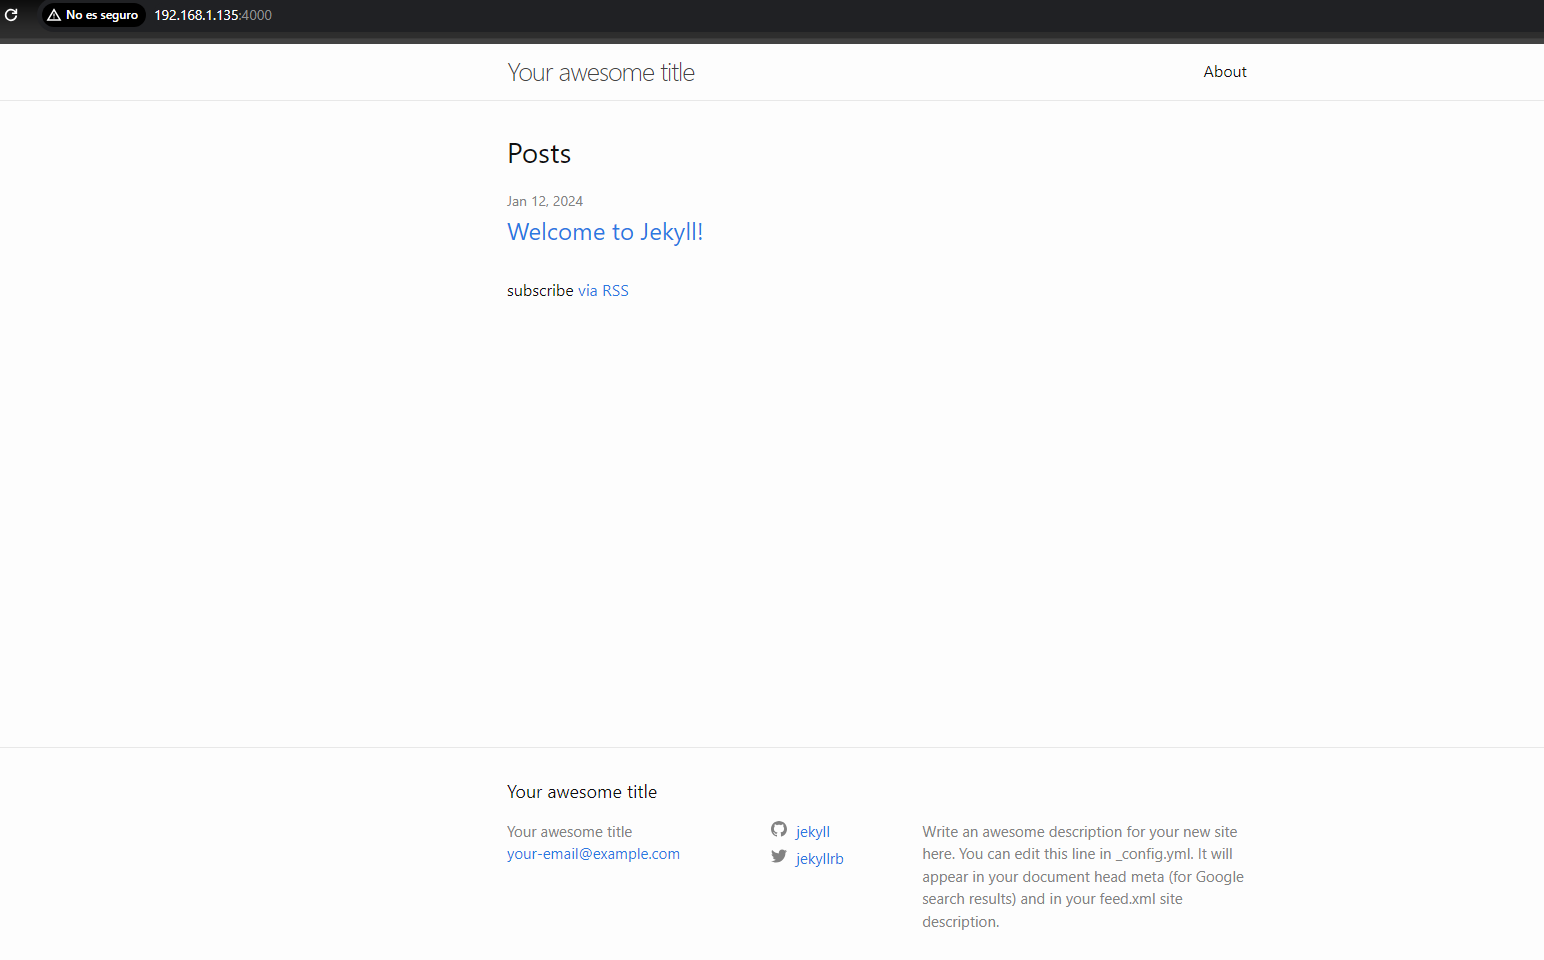 No es seguro 192.168.1.135:4000
Your awesome title
About
Posts
Jan 12, 2024
Welcome to Jekyll!
subscribe via RSS
Your awesome title
Your awesome title
your-email@example.com
jekyll
jekyllrb
Write an awesome description for your new site
here. You can edit this line in _config.yml. It will
appear in your document head meta (for Google
search results) and in your feed.xml site
description.